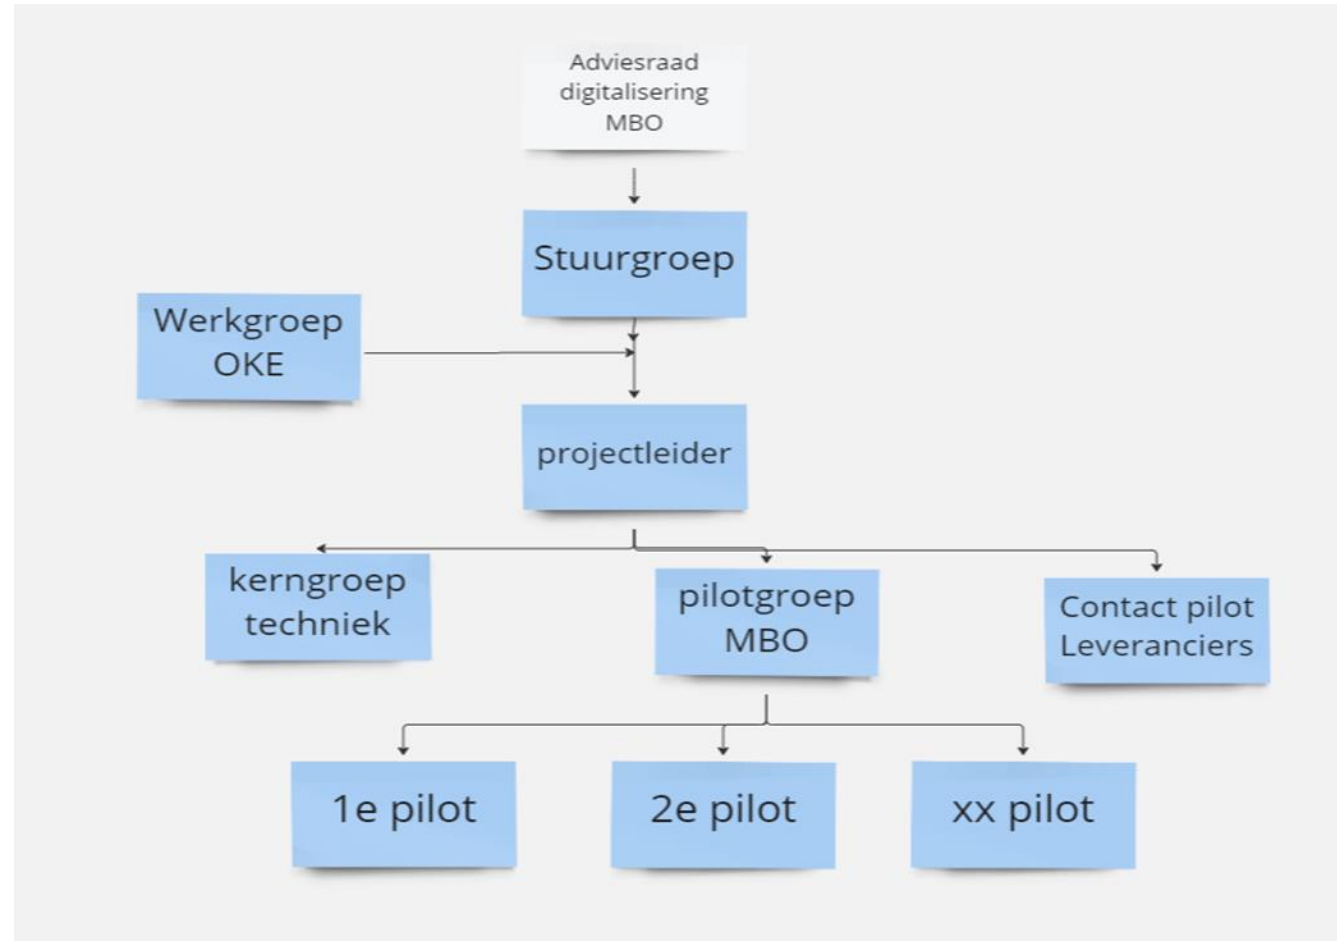 Adviesraad
digitalisering
MBO
Stuurgroep
Werkgroep
OKE
projectleider
kerngroep
techniek
pilotgroep
MBO
Contact pilot
Leveranciers
1e pilot
2e pilot
xx pilot